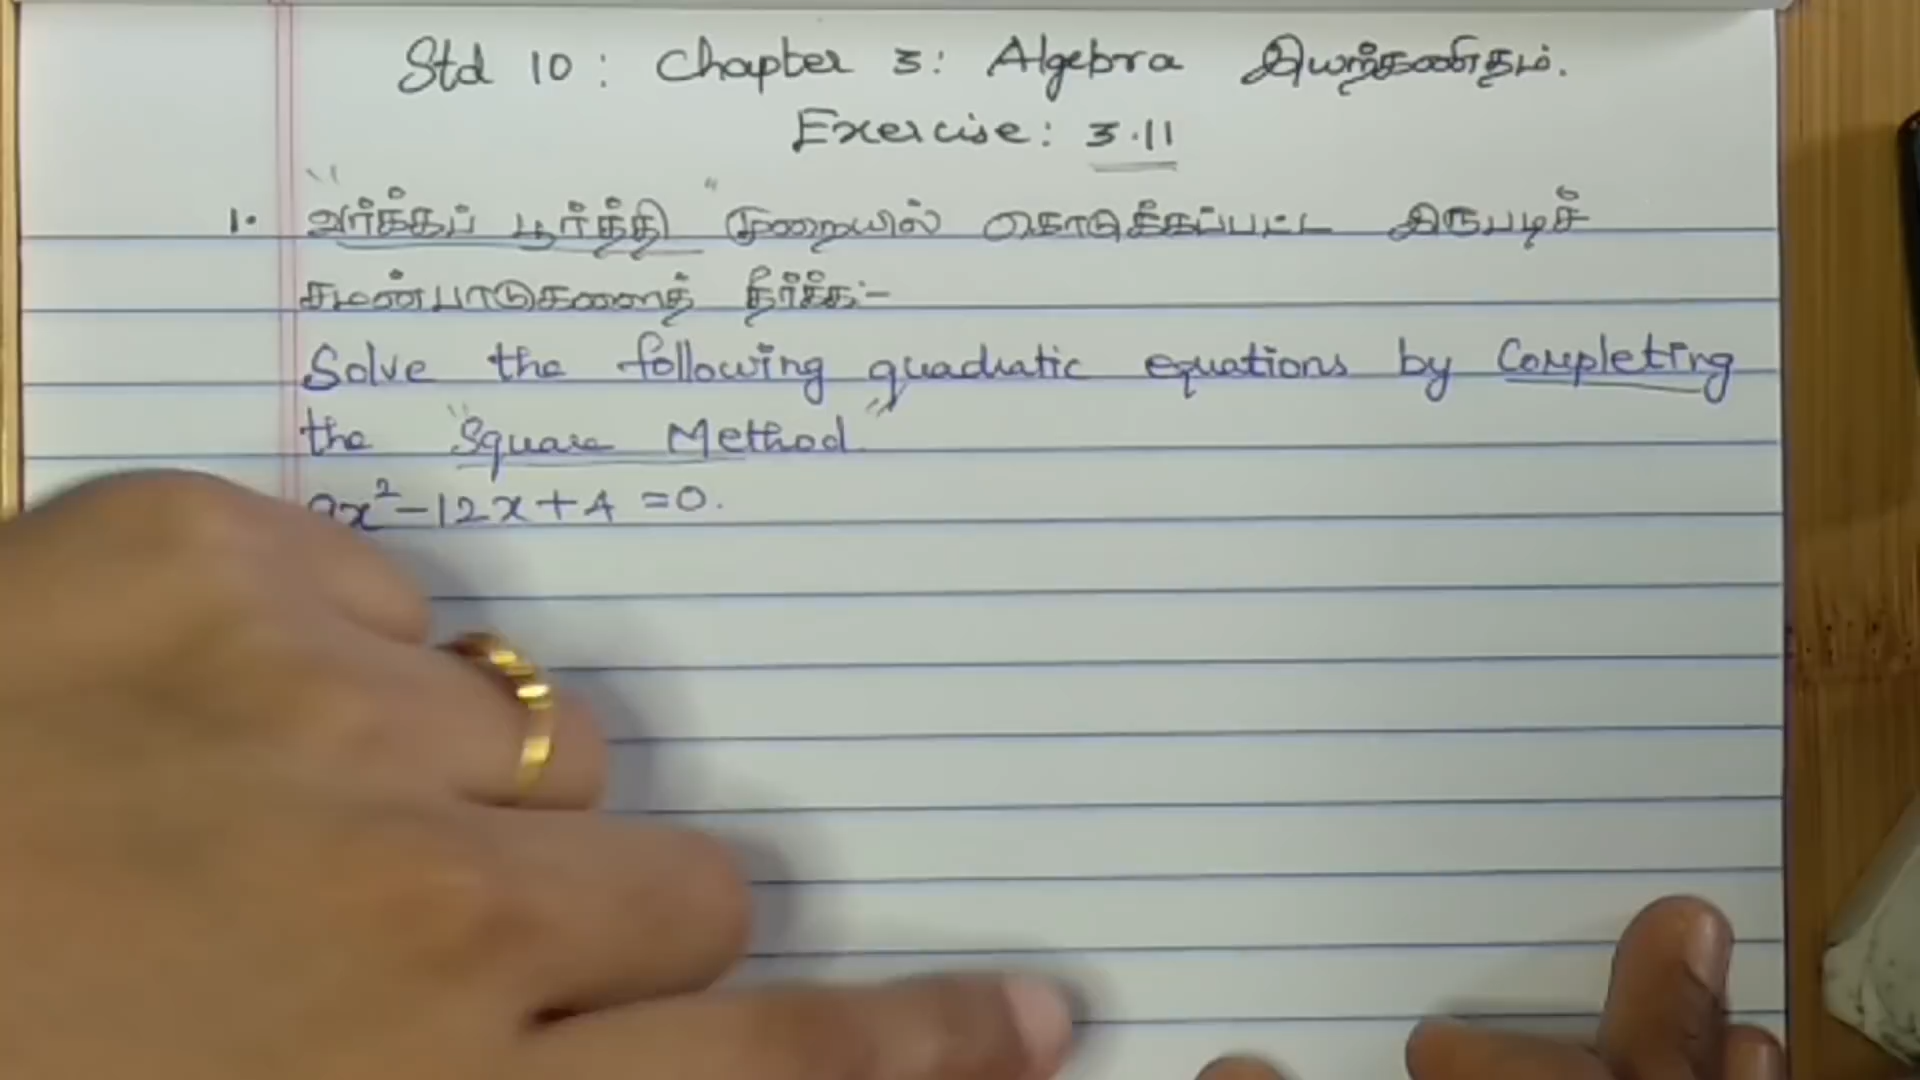 Std 10 : Chapter 3: Algebra இயற்கணிதம்.
Exercise: 3.11
1. "வர்க்கப் பூர்த்தி" முறையில் கொடுக்கப்பட்ட இருபடிச்
சமன்பாடுகளைத் தீர்க்க:-
Solve the following quadratic equations by Completing
the "Square Method"
9x²-12x+4 =0.